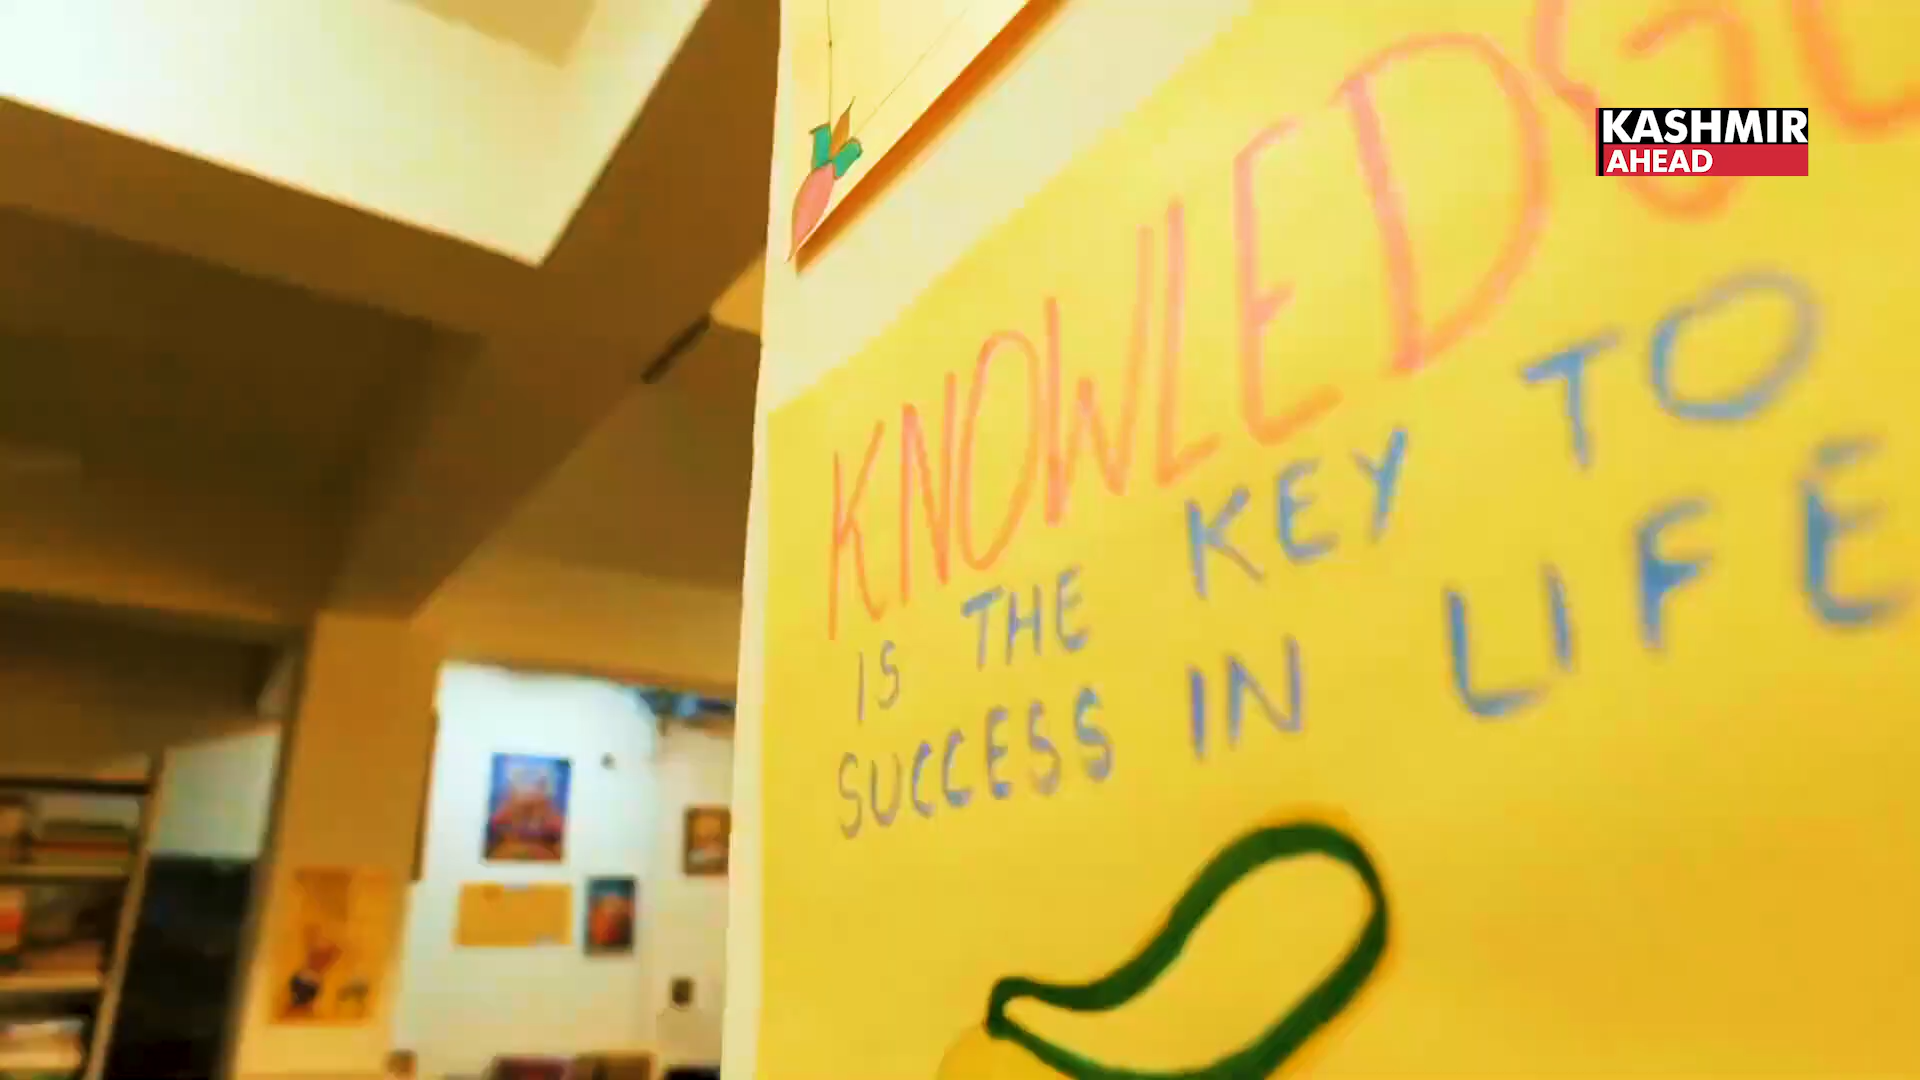 KASHMIR
AHEAD
KNOWLEDGE
IS THE KEY TO
SUCCESS IN LIFE